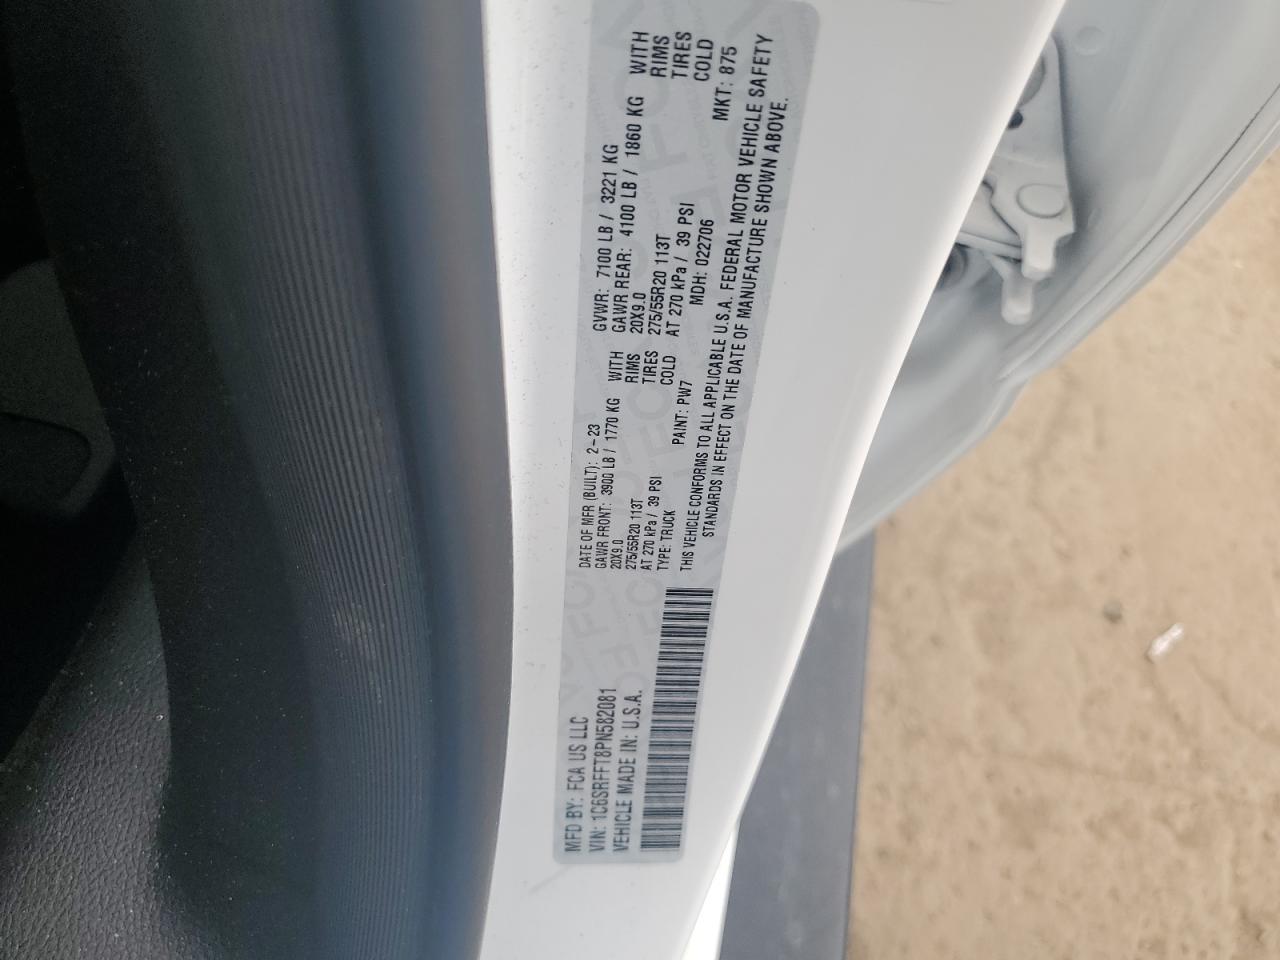 MFD BY: FCA US LLC
DATE OF MFR (BUILT): 2-23
GVWR: 7100 LB / 3221 KG
VIN: 1C6SRFFT8PN582081
GAWR FRONT: 3900 LB / 1770 KG WITH
20X9.0 RIMS
275/55R20 113T TIRES
AT 270 kPa / 39 PSI COLD
GAWR REAR: 4100 LB / 1860 KG WITH
20X9.0 RIMS
275/55R20 113T TIRES
AT 270 kPa / 39 PSI COLD
VEHICLE MADE IN: U.S.A.
TYPE: TRUCK
PAINT: PW7
MDH: 022706
MKT: 875
THIS VEHICLE CONFORMS TO ALL APPLICABLE U.S.A. FEDERAL MOTOR VEHICLE SAFETY
STANDARDS IN EFFECT ON THE DATE OF MANUFACTURE SHOWN ABOVE.